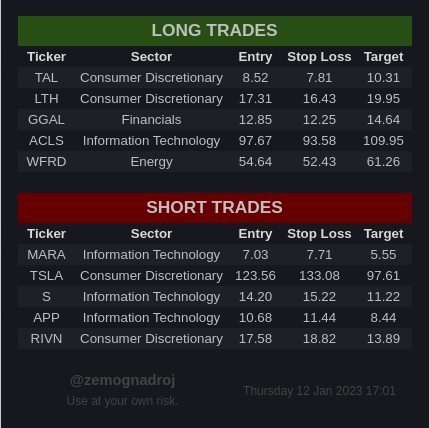 LONG TRADES
Ticker Sector Entry Stop Loss Target
TAL Consumer Discretionary 8.52 7.81 10.31
LTH Consumer Discretionary 17.31 16.43 19.95
GGAL Financials 12.85 12.25 14.64
ACLS Information Technology 97.67 93.58 109.95
WFRD Energy 54.64 52.43 61.26
SHORT TRADES
Ticker Sector Entry Stop Loss Target
MARA Information Technology 7.03 7.71 5.55
TSLA Consumer Discretionary 123.56 133.08 97.61
S Information Technology 14.20 15.22 11.22
APP Information Technology 10.68 11.44 8.44
RIVN Consumer Discretionary 17.58 18.82 13.89
@zemognadroj
Thursday 12 Jan 2023 17:01
Use at your own risk.